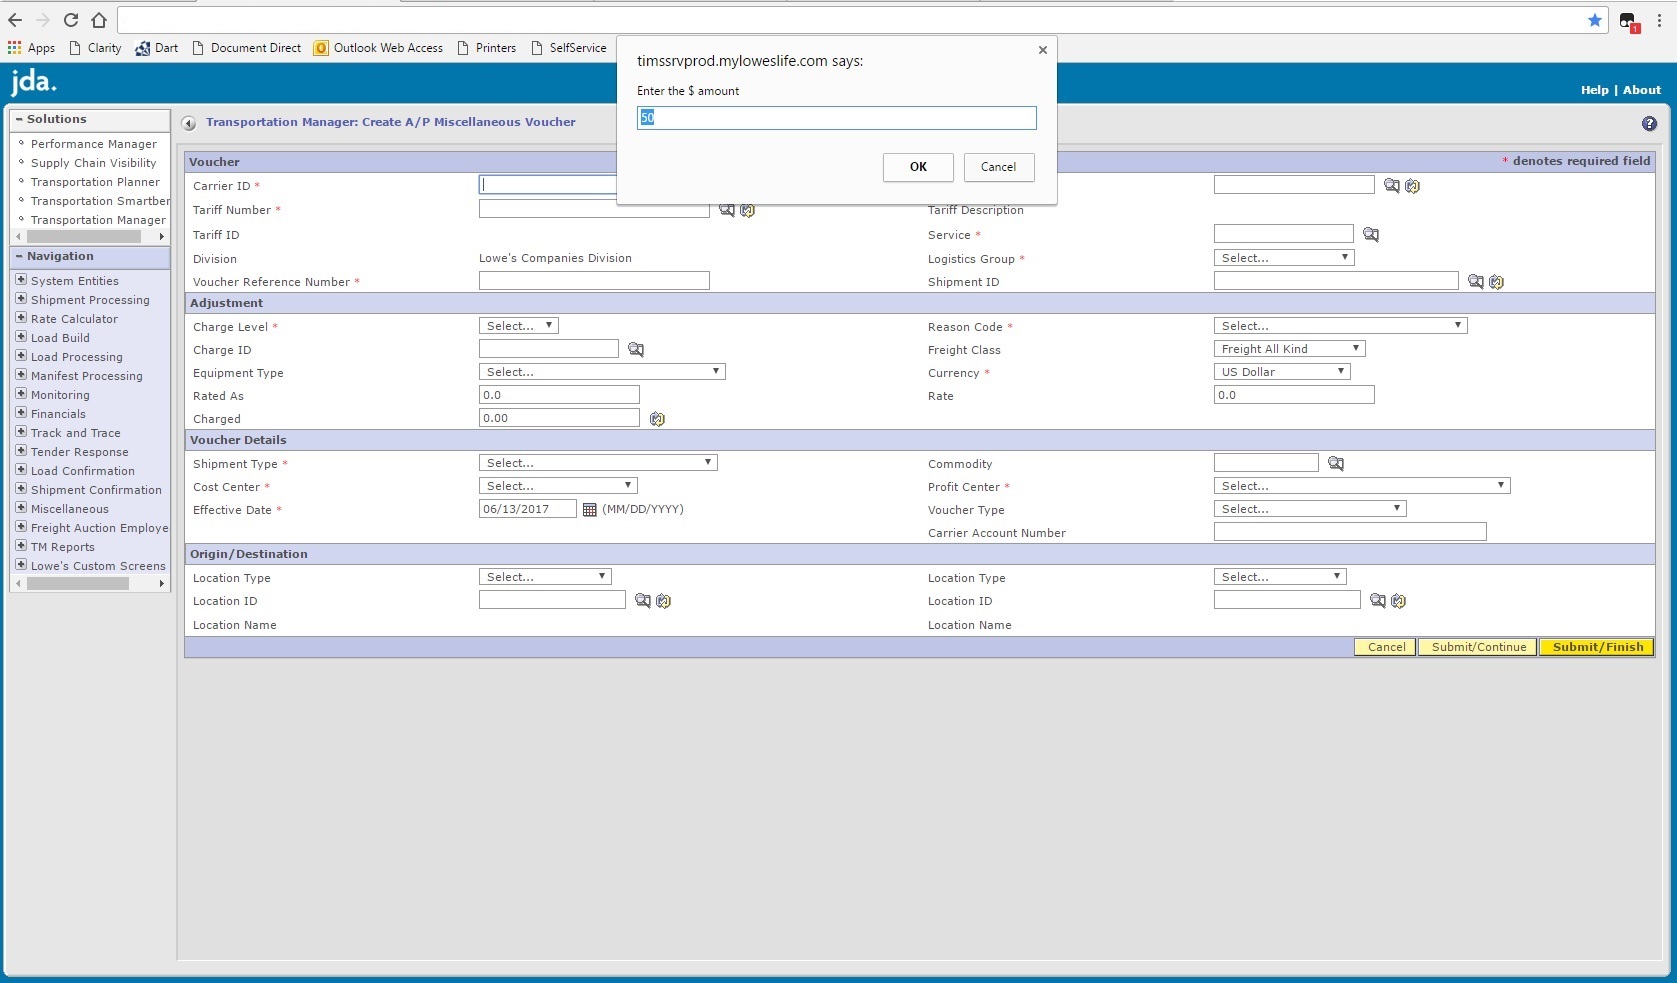 Apps Clarity Dart Document Direct Outlook Web Access Printers SelfService
1
timssrvprod.myloweslife.com says:
Enter the $ amount
50
OK Cancel
jda.
Help | About
Solutions
Performance Manager
Supply Chain Visibility
Transportation Planner
Transportation Smartber
Transportation Manager
Navigation
System Entities
Shipment Processing
Rate Calculator
Load Build
Load Processing
Manifest Processing
Monitoring
Financials
Track and Trace
Tender Response
Load Confirmation
Shipment Confirmation
Miscellaneous
Freight Auction Employe
TM Reports
Lowe's Custom Screens
Transportation Manager: Create A/P Miscellaneous Voucher
Voucher * denotes required field
Carrier ID *
Tariff Number * Tariff Description
Tariff ID Service *
Division Lowe's Companies Division Logistics Group * Select...
Voucher Reference Number * Shipment ID
Adjustment
Charge Level * Select... Reason Code * Select...
Charge ID Freight Class Freight All Kind
Equipment Type Select... Currency * US Dollar
Rated As 0.0 Rate 0.0
Charged 0.00
Voucher Details
Shipment Type * Select... Commodity
Cost Center * Select... Profit Center * Select...
Effective Date * 06/13/2017 (MM/DD/YYYY) Voucher Type Select...
Carrier Account Number
Origin/Destination
Location Type Select... Location Type Select...
Location ID Location ID
Location Name Location Name
Cancel Submit/Continue Submit/Finish